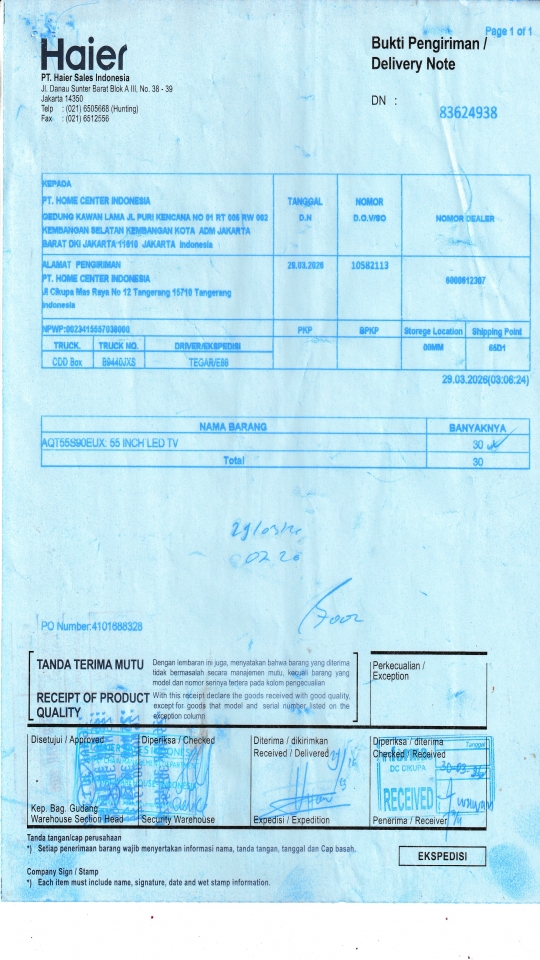 Page 1 of 1
Haier
Bukti Pengiriman /
Delivery Note
PT. Haier Sales Indonesia
Jl. Danau Sunter Barat Blok A III, No. 38 - 39
Jakarta 14350
Telp : (021) 6505668 (Hunting)
Fax : (021) 6512556
DN :
83624938
KEPADA
PT. HOME CENTER INDONESIA
GEDUNG KAWAN LAMA JL PURI KENCANA NO 01 RT 005 RW 002
KEMBANGAN SELATAN KEMBANGAN KOTA ADM JAKARTA
BARAT DKI JAKARTA 11610 JAKARTA Indonesia
TANGGAL
D.N
NOMOR
D.O.V/SO
NOMOR DEALER
ALAMAT PENGIRIMAN
PT. HOME CENTER INDONESIA
Jl Cikupa Mas Raya No 12 Tangerang 15710 Tangerang
Indonesia
29.03.2026
10582113
NPWP:0023415557038000
PKP
BPKP
Storege Location
Shipping Point
TRUCK.
TRUCK NO.
DRIVER/EKSPEDISI
CDD Box
B9440JXS
00MM
65D1
29.03.2026(03:06:24)
NAMA BARANG
BANYAKNYA
AQT55S90EUX: 55 INCH LED TV
30
Total
30
PO Number:4101688328
TANDA TERIMA MUTU
Dengan lembaran ini juga, menyatakan bahwa barang yang diterima
tidak bermasalah secara manajemen mutu, kecuali barang yang
model dan nomor serinya tertera pada kolom pengecualian
RECEIPT OF PRODUCT
QUALITY
With this receipt declare the goods received with good quality,
except for goods that model and serial number, listed on the
exception column
Perkecualian /
Exception
Disetujui / Approved
Diperiksa / Checked
Diterima / dikirimkan
Received / Delivered
Diperiksa / diterima
Checked / Received
Tanggal
DC CIKUPA
30-03-
RECEIVED
Kep. Bag. Gudang
Warehouse Section Head
Security Warehouse
Expedisi / Expedition
Penerima / Receiver
Tanda tangan/cap perusahaan
*) Setiap penerimaan barang wajib menyertakan informasi nama, tanda tangan, tanggal dan Cap basah.
EKSPEDISI
Company Sign / Stamp
*) Each item must include name, signature, date and wet stamp information.